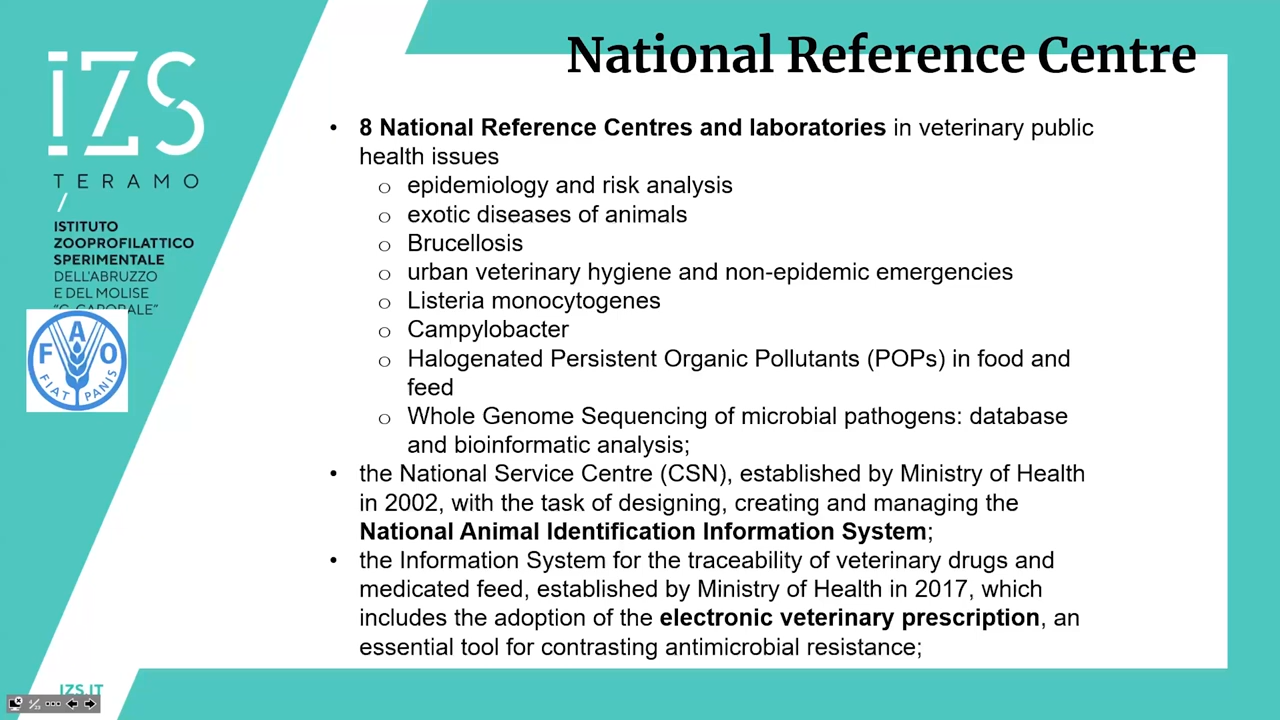 National Reference Centre
IZS
TERAMO
/
ISTITUTO
ZOOPROFILATTICO
SPERIMENTALE
DELL'ABRUZZO
E DEL MOLISE
FAO
FIAT PANIS
• 8 National Reference Centres and laboratories in veterinary public
health issues
o epidemiology and risk analysis
o exotic diseases of animals
o Brucellosis
o urban veterinary hygiene and non-epidemic emergencies
o Listeria monocytogenes
o Campylobacter
o Halogenated Persistent Organic Pollutants (POPs) in food and
feed
o Whole Genome Sequencing of microbial pathogens: database
and bioinformatic analysis;
• the National Service Centre (CSN), established by Ministry of Health
in 2002, with the task of designing, creating and managing the
National Animal Identification Information System;
• the Information System for the traceability of veterinary drugs and
medicated feed, established by Ministry of Health in 2017, which
includes the adoption of the electronic veterinary prescription, an
essential tool for contrasting antimicrobial resistance;
IZS.IT